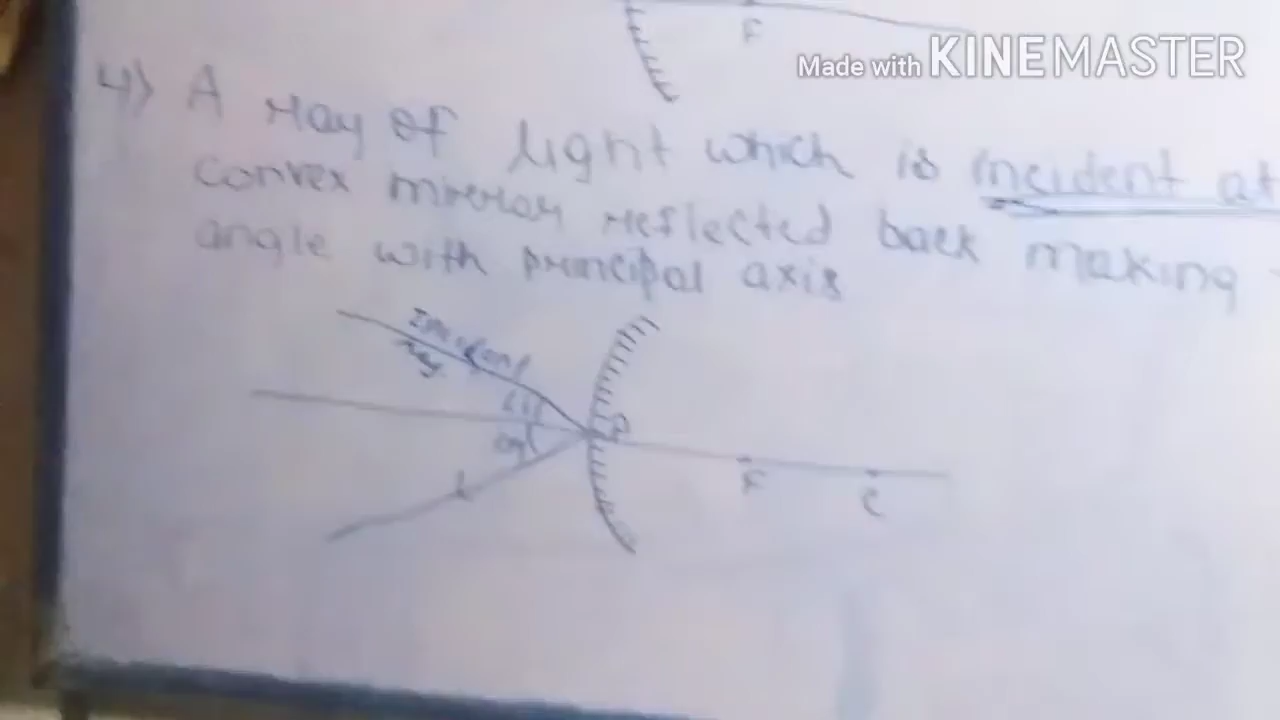 F
Made with KINEMASTER
4) A ray of light which is incident at
convex mirror reflected back making
angle with principal axis
Incident
ray
P
F
C